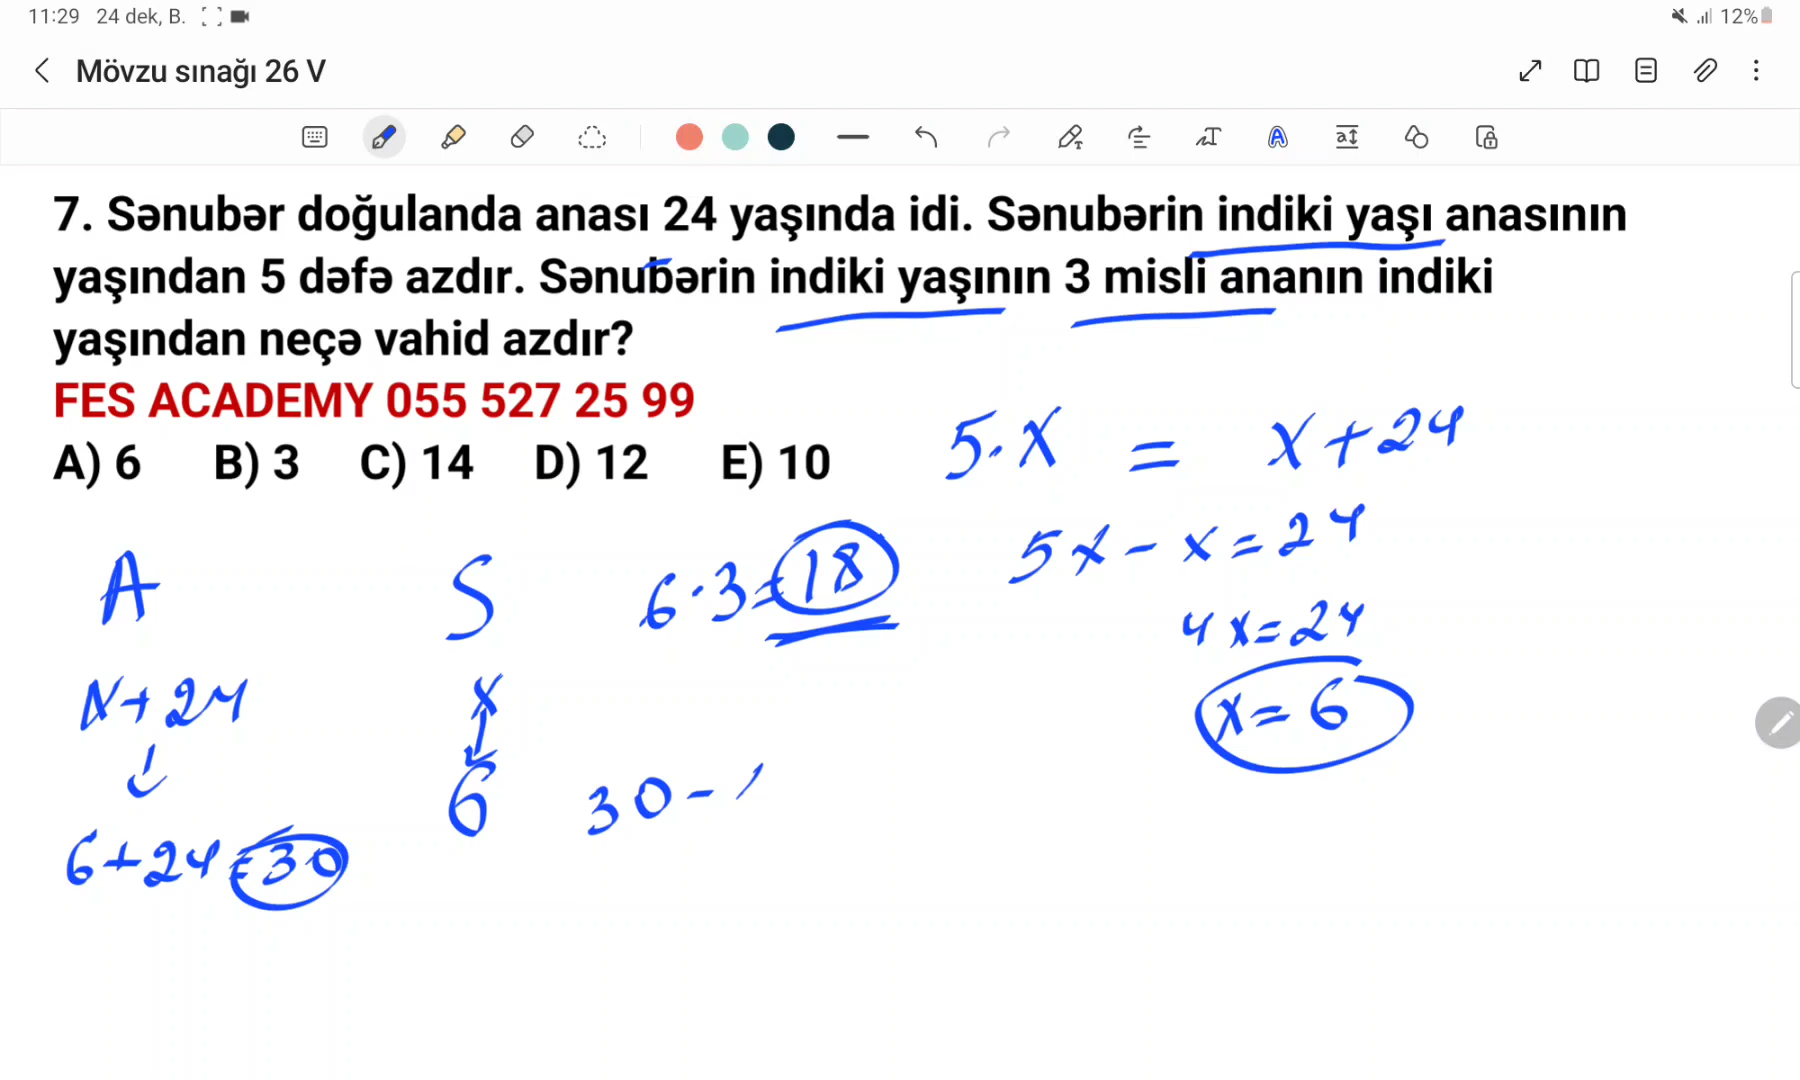 11:29 24 dek, B. 12%
Mövzu sınağı 26 V
7. Sənubər doğulanda anası 24 yaşında idi. Sənubərin indiki yaşı anasının
yaşından 5 dəfə azdır. Sənubərin indiki yaşının 3 misli ananın indiki
yaşından neçə vahid azdır?
FES ACADEMY 055 527 25 99
A) 6 B) 3 C) 14 D) 12 E) 10
5·x = x+24
5x-x=24
4x=24
x=6
A S 6·3=18
x+24 x
6 30-
6+24=30